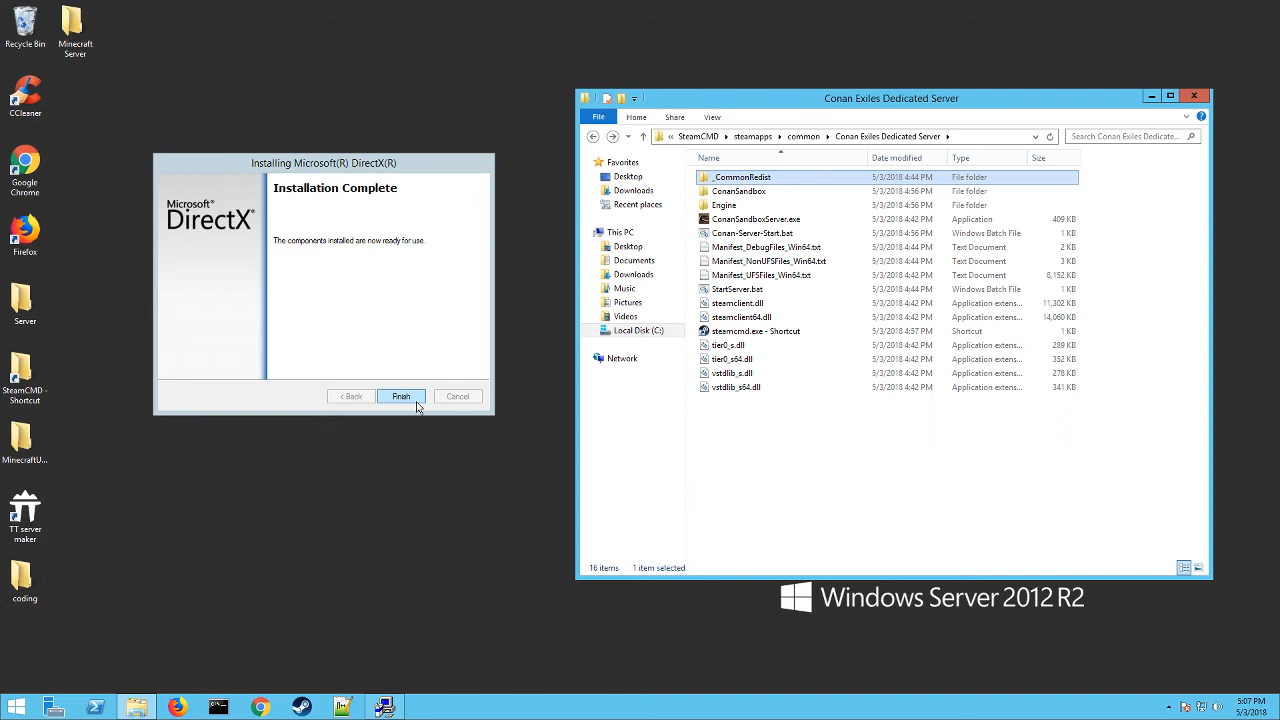 Recycle Bin
Minecraft
Server
CCleaner
Google
Chrome
Firefox
Server
SteamCMD -
Shortcut
MinecraftU...
TT server
maker
coding
Installing Microsoft(R) DirectX(R)
Microsoft®
DirectX®
Installation Complete
The components installed are now ready for use.
< Back
Finish
Cancel
Conan Exiles Dedicated Server
File
Home
Share
View
« SteamCMD ▸ steamapps ▸ common ▸ Conan Exiles Dedicated Server ▸
Search Conan Exiles Dedicate...
Favorites
Desktop
Downloads
Recent places
This PC
Desktop
Documents
Downloads
Music
Pictures
Videos
Local Disk (C:)
Network
Name Date modified Type Size
_CommonRedist 5/3/2018 4:44 PM File folder
ConanSandbox 5/3/2018 4:56 PM File folder
Engine 5/3/2018 4:44 PM File folder
ConanSandboxServer.exe 5/3/2018 4:42 PM Application 409 KB
Conan-Server-Start.bat 5/3/2018 4:56 PM Windows Batch File 1 KB
Manifest_DebugFiles_Win64.txt 5/3/2018 4:44 PM Text Document 2 KB
Manifest_NonUFSFiles_Win64.txt 5/3/2018 4:44 PM Text Document 3 KB
Manifest_UFSFiles_Win64.txt 5/3/2018 4:42 PM Text Document 8,152 KB
StartServer.bat 5/3/2018 4:44 PM Windows Batch File 1 KB
steamclient.dll 5/3/2018 4:42 PM Application extens... 11,302 KB
steamclient64.dll 5/3/2018 4:42 PM Application extens... 14,060 KB
steamcmd.exe - Shortcut 5/3/2018 4:57 PM Shortcut 1 KB
tier0_s.dll 5/3/2018 4:42 PM Application extens... 289 KB
tier0_s64.dll 5/3/2018 4:42 PM Application extens... 352 KB
vstdlib_s.dll 5/3/2018 4:42 PM Application extens... 278 KB
vstdlib_s64.dll 5/3/2018 4:42 PM Application extens... 341 KB
16 items 1 item selected
Windows Server 2012 R2
5:07 PM
5/3/2018